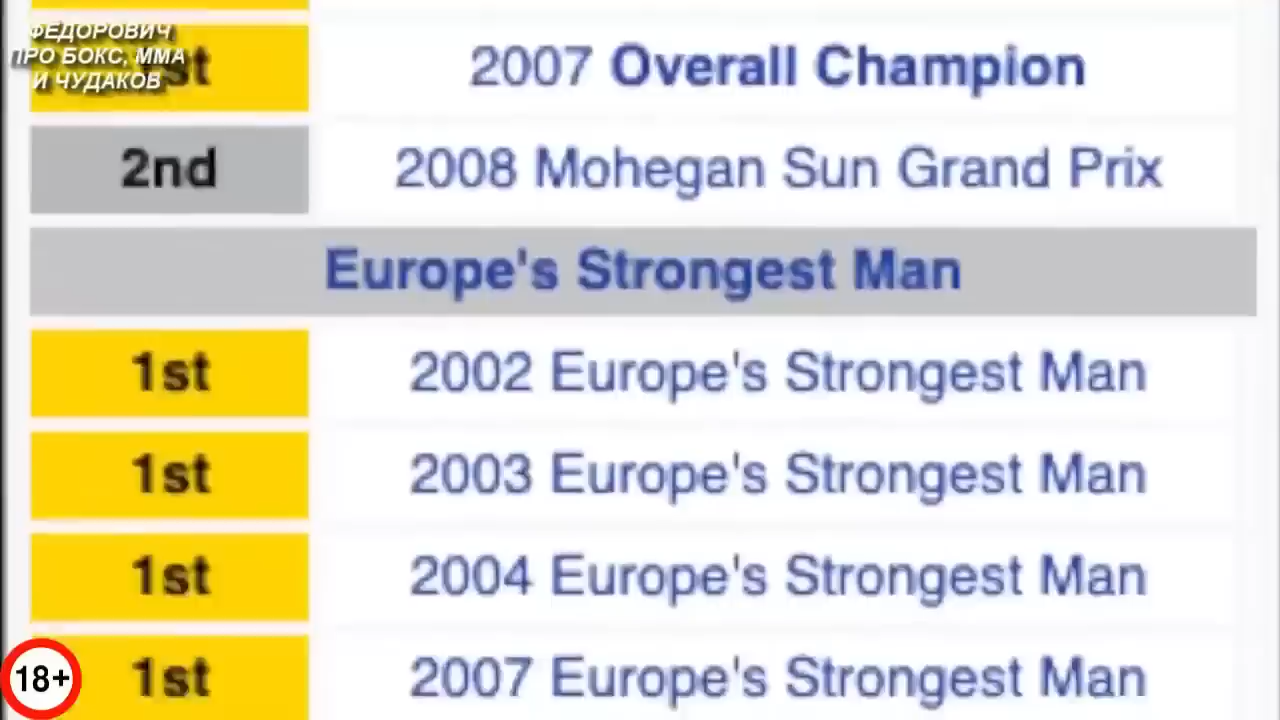 ФЕДОРОВИЧ
ПРО БОКС, ММА
И ЧУДАКОВ
1st 2007 Overall Champion
2nd 2008 Mohegan Sun Grand Prix
Europe's Strongest Man
1st 2002 Europe's Strongest Man
1st 2003 Europe's Strongest Man
1st 2004 Europe's Strongest Man
1st 2007 Europe's Strongest Man
18+